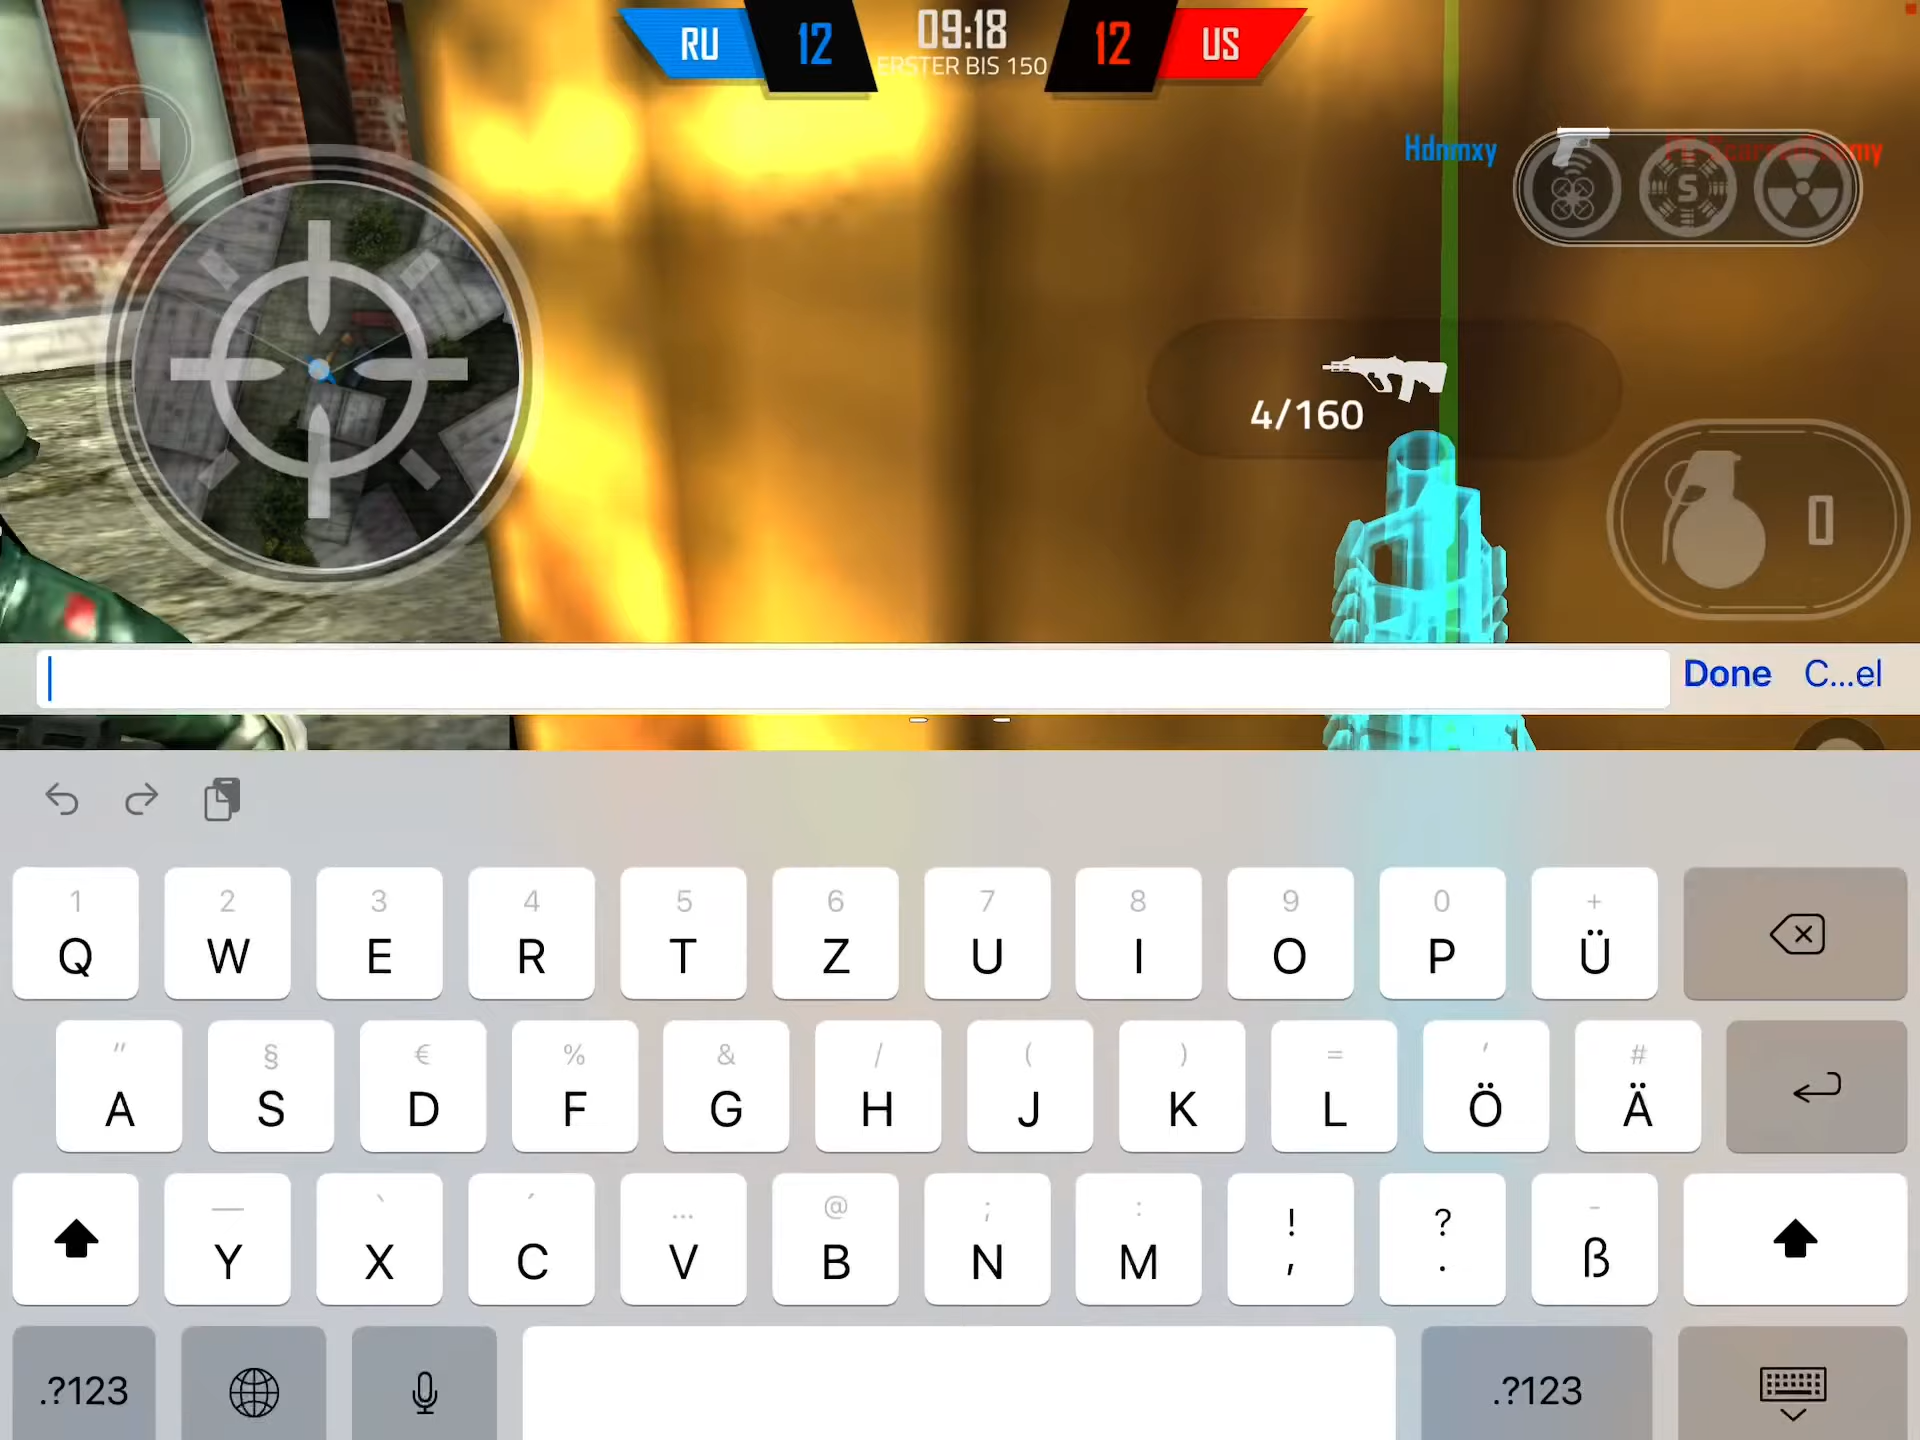 RU 12 09:18 12 US
ERSTER BIS 150
Hdnmxy
S
4/160
0
Done C...el
1 2 3 4 5 6 7 8 9 0 +
Q W E R T Z U I O P Ü
" § € % & / ( ) = ' #
A S D F G H J K L Ö Ä
— ` ´ ... @ ; : ! ? -
Y X C V B N M , . ß
.?123 .?123